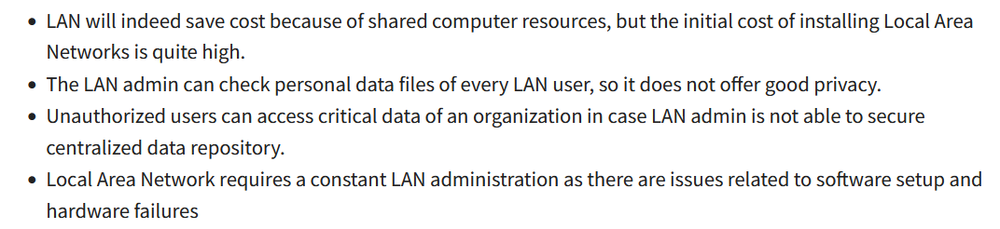 • LAN will indeed save cost because of shared computer resources, but the initial cost of installing Local Area
Networks is quite high.
• The LAN admin can check personal data files of every LAN user, so it does not offer good privacy.
• Unauthorized users can access critical data of an organization in case LAN admin is not able to secure
centralized data repository.
• Local Area Network requires a constant LAN administration as there are issues related to software setup and
hardware failures